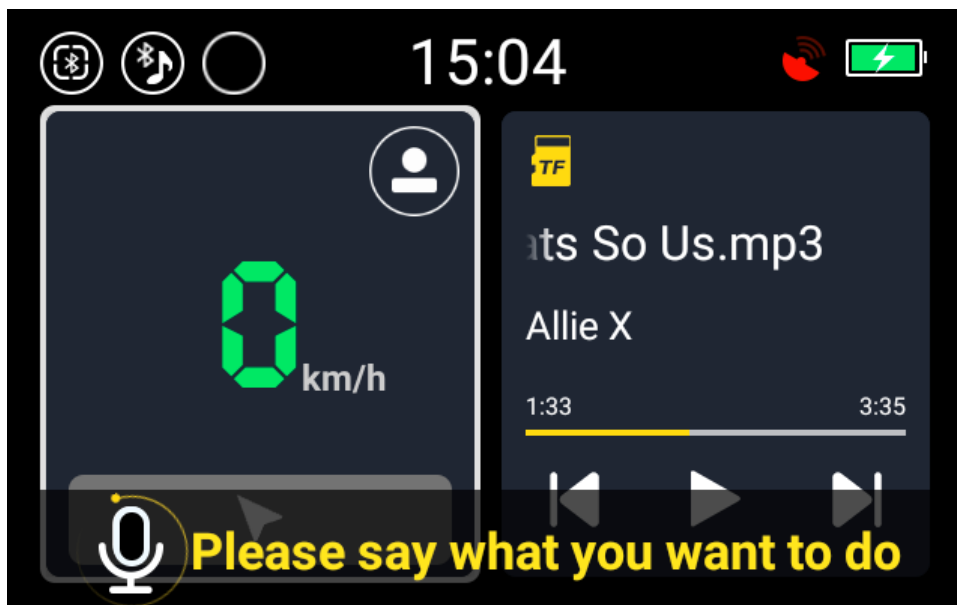 15:04
0 km/h
TF
ats So Us.mp3
Allie X
1:33 3:35
Please say what you want to do